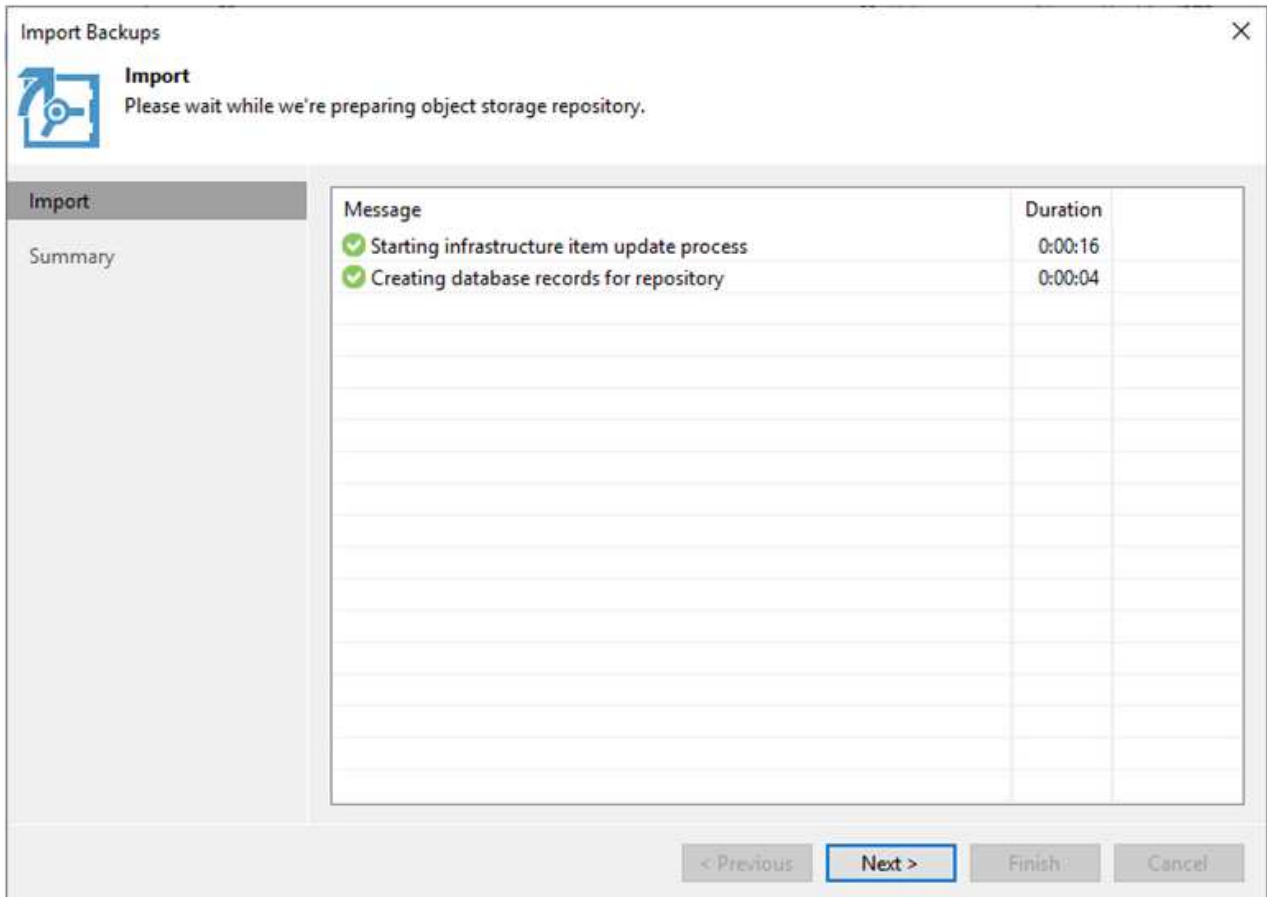 Import Backups
Import
Please wait while we're preparing object storage repository.
Import
Summary
Message Duration
Starting infrastructure item update process 0:00:16
Creating database records for repository 0:00:04
< Previous Next > Finish Cancel